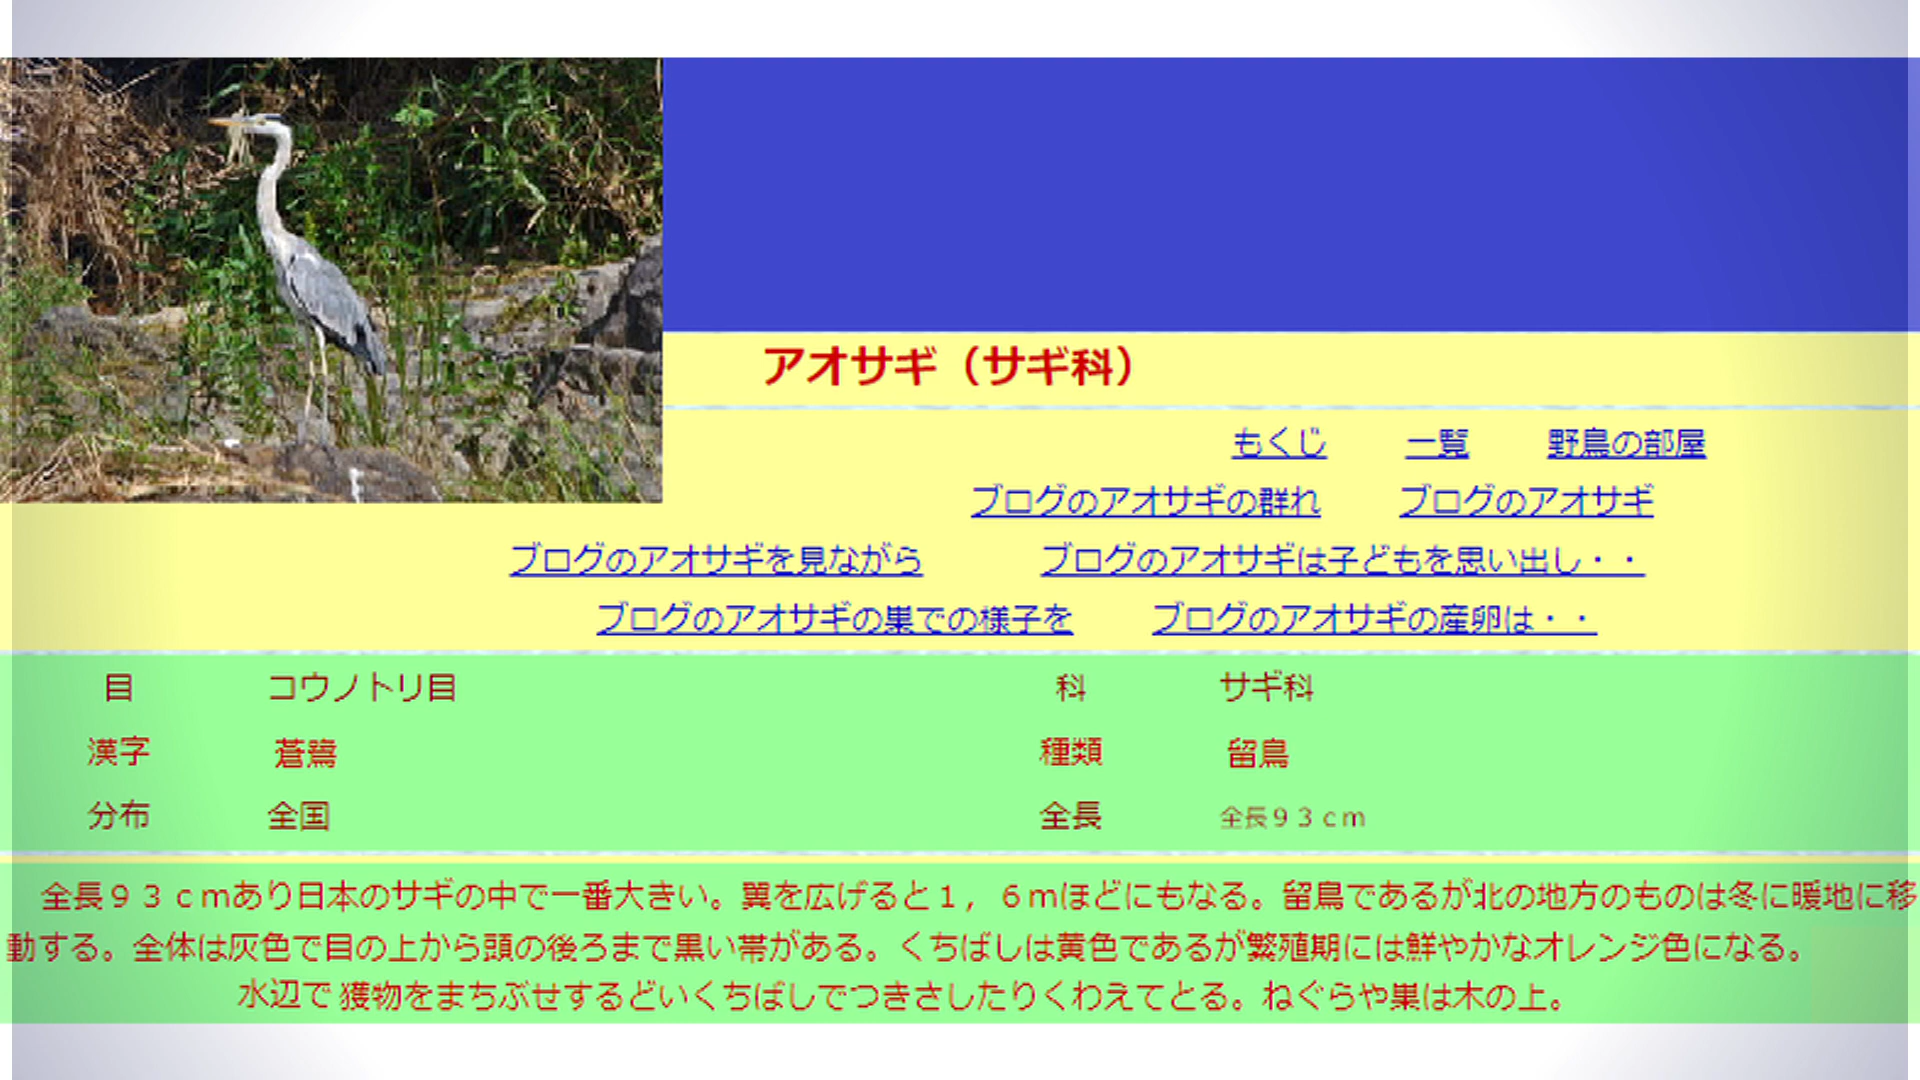 アオサギ（サギ科）
もくじ　一覧　野鳥の部屋
ブログのアオサギの群れ　ブログのアオサギ
ブログのアオサギを見ながら　ブログのアオサギは子どもを思い出し・・
ブログのアオサギの巣での様子を　ブログのアオサギの産卵は・・
目　コウノトリ目　科　サギ科
漢字　蒼鷺　種類　留鳥
分布　全国　全長　全長９３ｃｍ
全長９３ｃｍあり日本のサギの中で一番大きい。翼を広げると１，６ｍほどにもなる。留鳥であるが北の地方のものは冬に暖地に移
動する。全体は灰色で目の上から頭の後ろまで黒い帯がある。くちばしは黄色であるが繁殖期には鮮やかなオレンジ色になる。
水辺で獲物をまちぶせするどいくちばしでつきさしたりくわえてとる。ねぐらや巣は木の上。